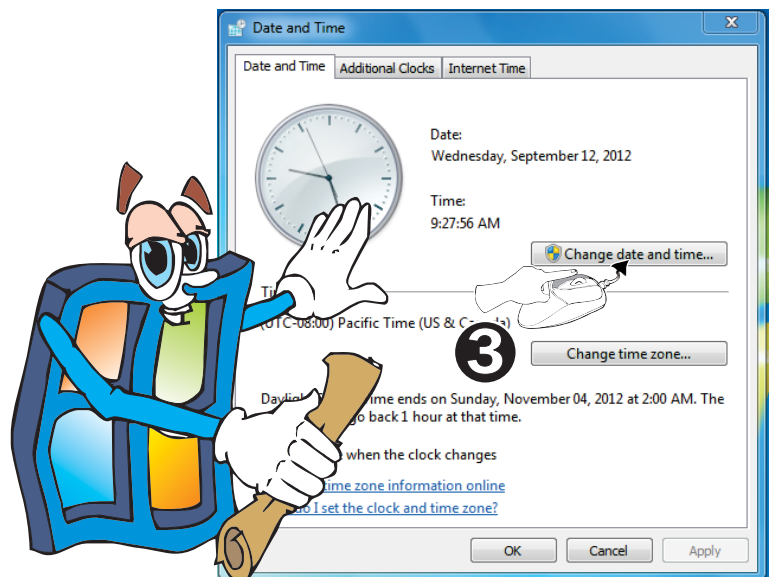 Date and Time
Date and Time Additional Clocks Internet Time
Date:
Wednesday, September 12, 2012
Time:
9:27:56 AM
Change date and time...
(UTC-08:00) Pacific Time (US & Canada)
3
Change time zone...
Daylight Time ends on Sunday, November 04, 2012 at 2:00 AM. The
go back 1 hour at that time.
when the clock changes
time zone information online
do I set the clock and time zone?
OK Cancel Apply